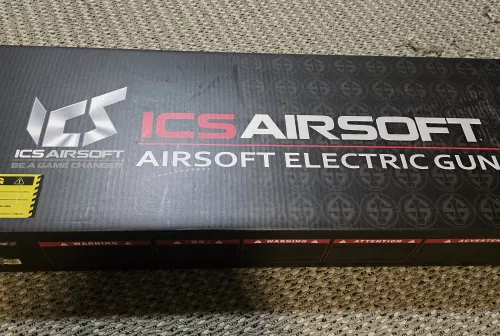 ICS
ICS AIRSOFT
BE A GAME CHANGER
ICS AIRSOFT
AIRSOFT ELECTRIC GUN
WARNING
WARNING
ATTENTION